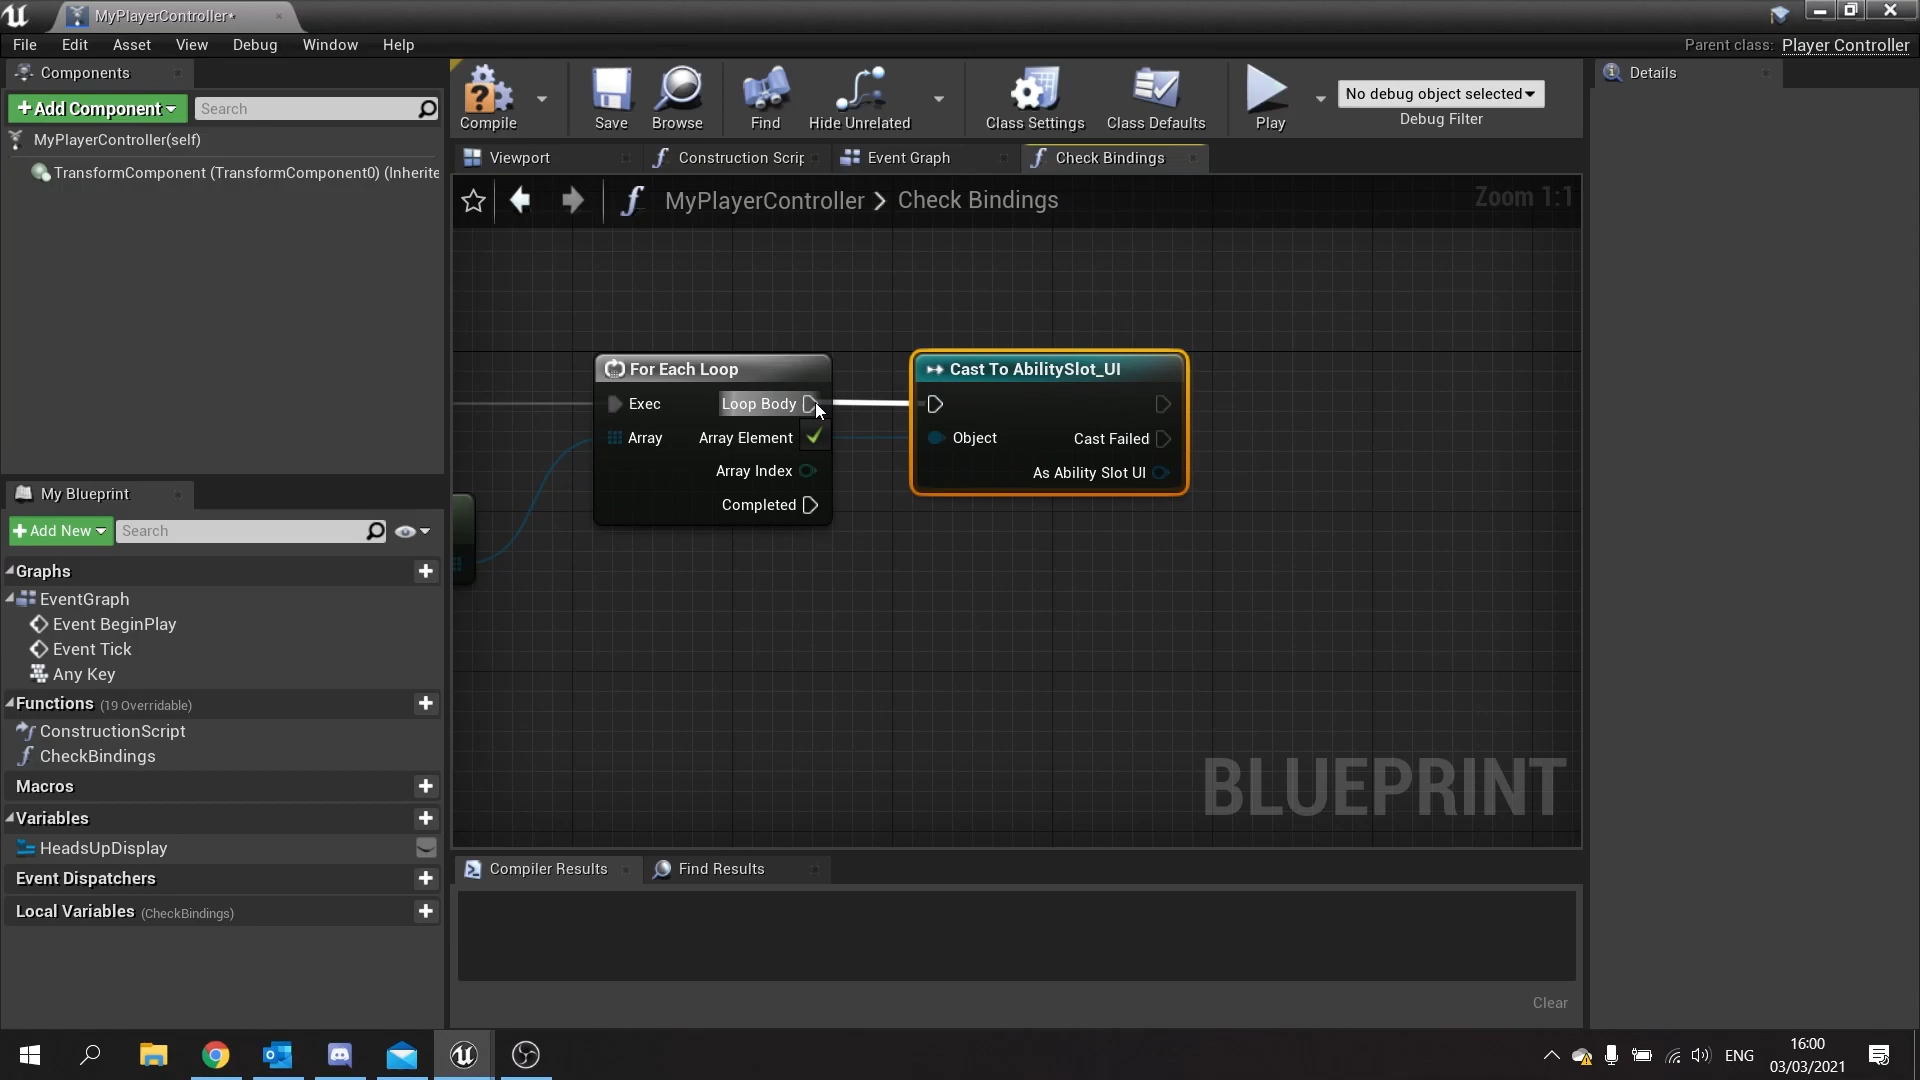 MyPlayerController*
File Edit Asset View Debug Window Help
Parent class: Player Controller
Components
Add Component
Search
MyPlayerController(self)
TransformComponent (TransformComponent0) (Inherite
Compile
Save
Browse
Find
Hide Unrelated
Class Settings
Class Defaults
Play
No debug object selected
Debug Filter
Details
Viewport
Construction Scrip
Event Graph
Check Bindings
MyPlayerController > Check Bindings
Zoom 1:1
For Each Loop
Exec
Loop Body
Array
Array Element
Array Index
Completed
Cast To AbilitySlot_UI
Object
Cast Failed
As Ability Slot UI
BLUEPRINT
My Blueprint
Add New
Search
Graphs
EventGraph
Event BeginPlay
Event Tick
Any Key
Functions (19 Overridable)
ConstructionScript
CheckBindings
Macros
Variables
HeadsUpDisplay
Event Dispatchers
Local Variables (CheckBindings)
Compiler Results
Find Results
Clear
ENG
16:00
03/03/2021